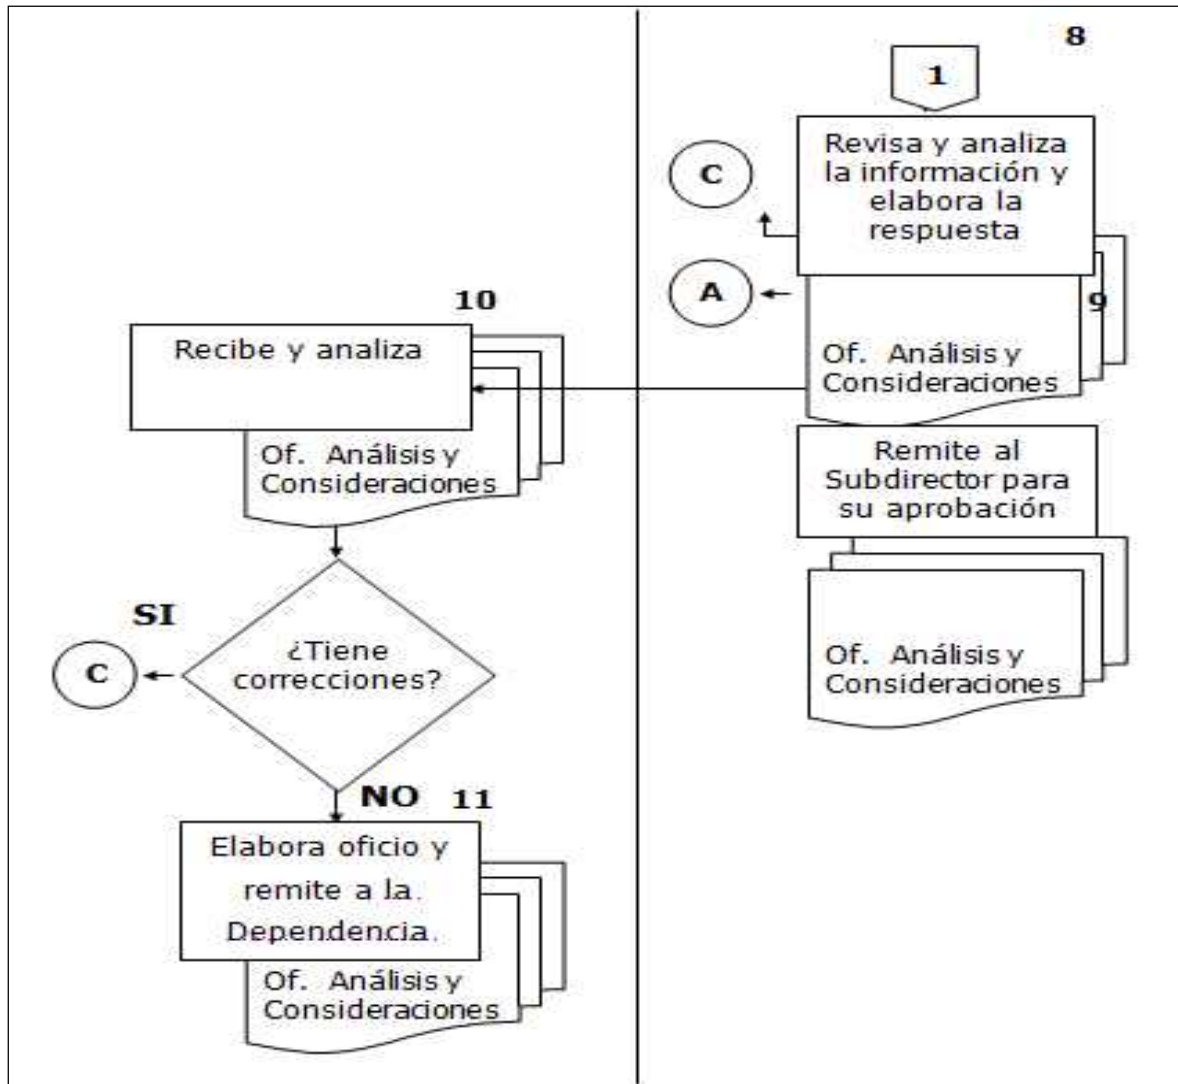 8
1
Revisa y analiza
la información y
elabora la
respuesta
C
A
9
Of. Análisis y
Consideraciones
Remite al
Subdirector para
su aprobación
Of. Análisis y
Consideraciones
10
Recibe y analiza
Of. Análisis y
Consideraciones
SI
C
¿Tiene
correcciones?
NO
11
Elabora oficio y
remite a la.
Dependencia.
Of. Análisis y
Consideraciones